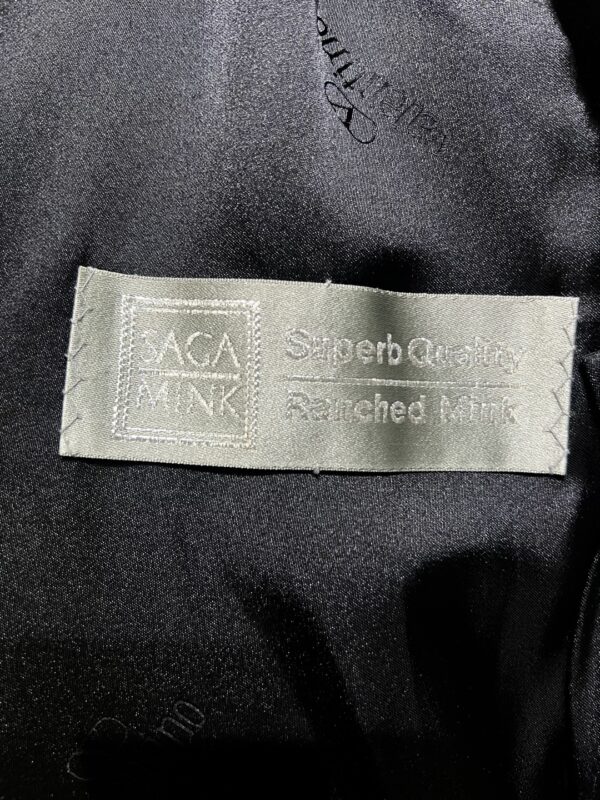 SAGA
MINK
Superb Quality
Ranched Mink